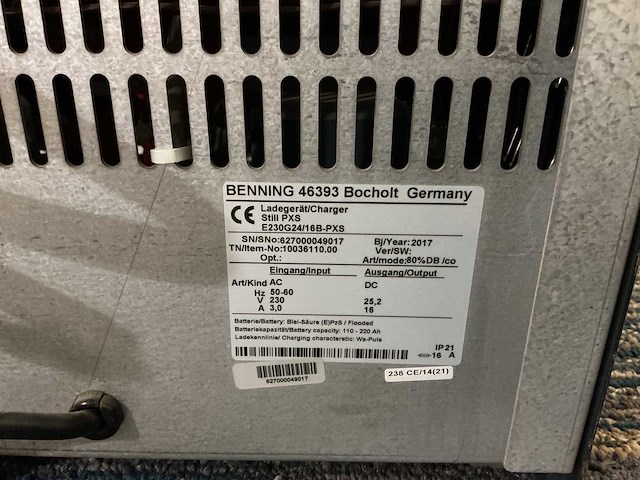 BENNING 46393 Bocholt Germany
CE Ladegerät/Charger
Still PXS
E230G24/16B-PXS
SN/SNo:627000049017 Bj/Year:2017
TN/Item-No:10036110.00 Ver/SW:
Opt.: Art/mode:80%DB /co
Eingang/Input Ausgang/Output
Art/Kind AC DC
Hz 50-60
V 230 25,2
A 3,0 16
Batterie/Battery: Blei-Säure (E)PzS / Flooded
Batteriekapazität/Battery capacity: 110 - 220 Ah
Ladekennlinie/ Charging characteristic: Wa-Puls
IP21
16 A
627000049017
238 CE/14(21)